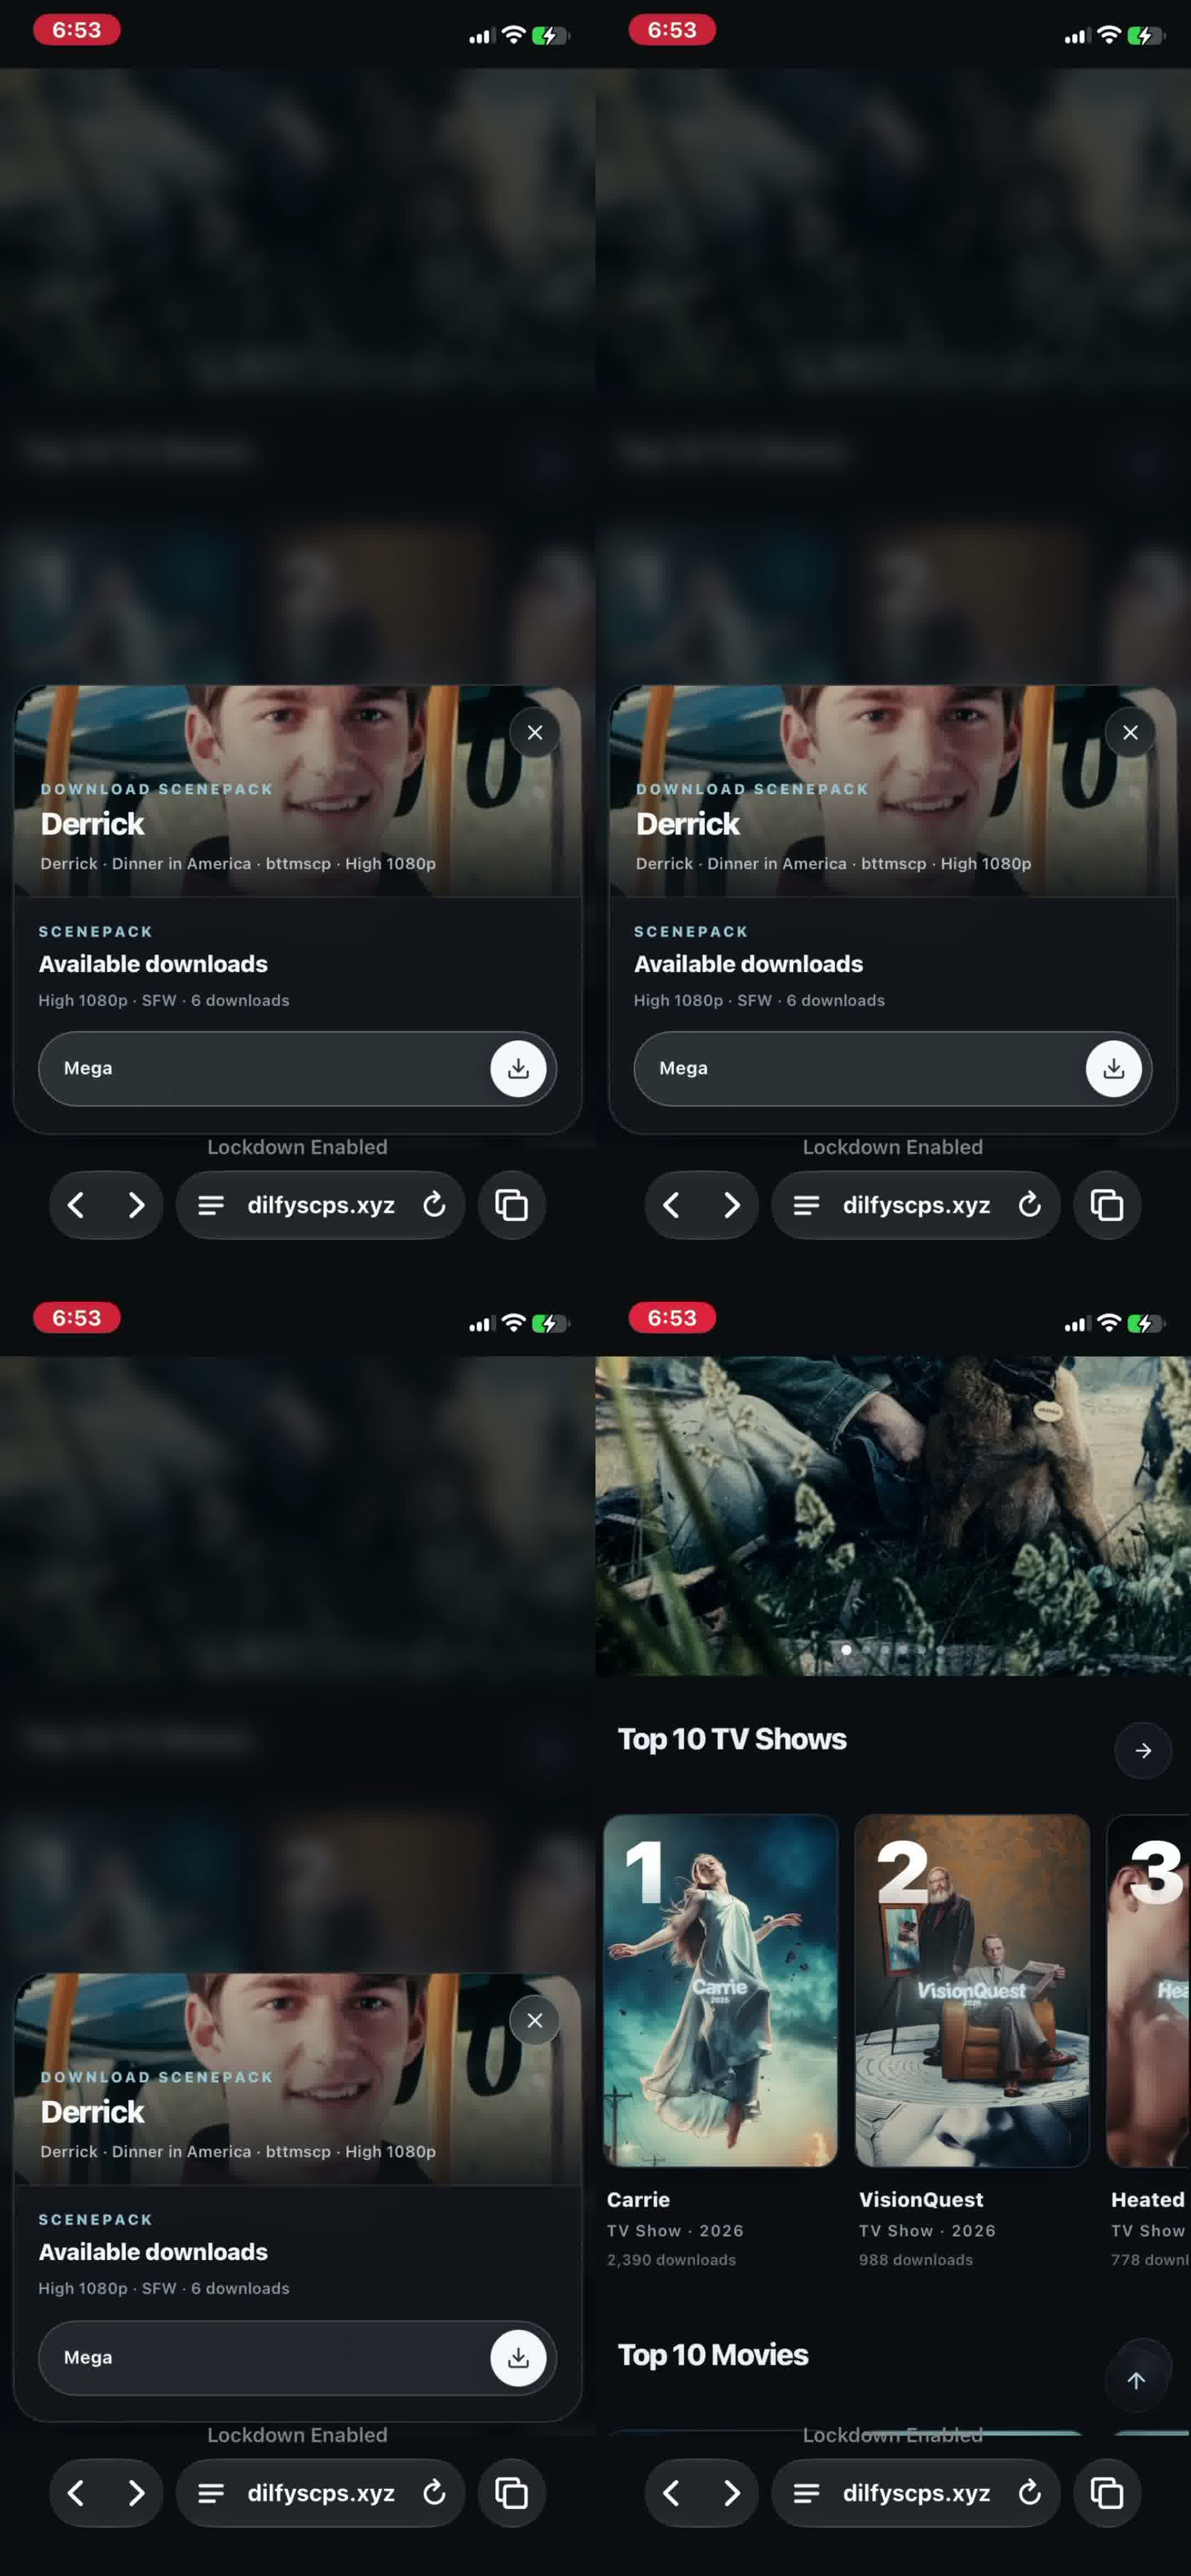 6:53
DOWNLOAD SCENEPACK
Derrick
Derrick · Dinner in America · bttmscp · High 1080p
SCENEPACK
Available downloads
High 1080p · SFW · 6 downloads
Mega
Lockdown Enabled
dilfyscps.xyz
6:53
DOWNLOAD SCENEPACK
Derrick
Derrick · Dinner in America · bttmscp · High 1080p
SCENEPACK
Available downloads
High 1080p · SFW · 6 downloads
Mega
Lockdown Enabled
dilfyscps.xyz
6:53
DOWNLOAD SCENEPACK
Derrick
Derrick · Dinner in America · bttmscp · High 1080p
SCENEPACK
Available downloads
High 1080p · SFW · 6 downloads
Mega
Lockdown Enabled
dilfyscps.xyz
6:53
Top 10 TV Shows
1 2 3
Carrie
2026
VisionQuest
2026
Hea
Carrie VisionQuest Heated
TV Show · 2026 TV Show · 2026 TV Show
2,390 downloads 988 downloads 778 downl
Top 10 Movies
Lockdown Enabled
dilfyscps.xyz